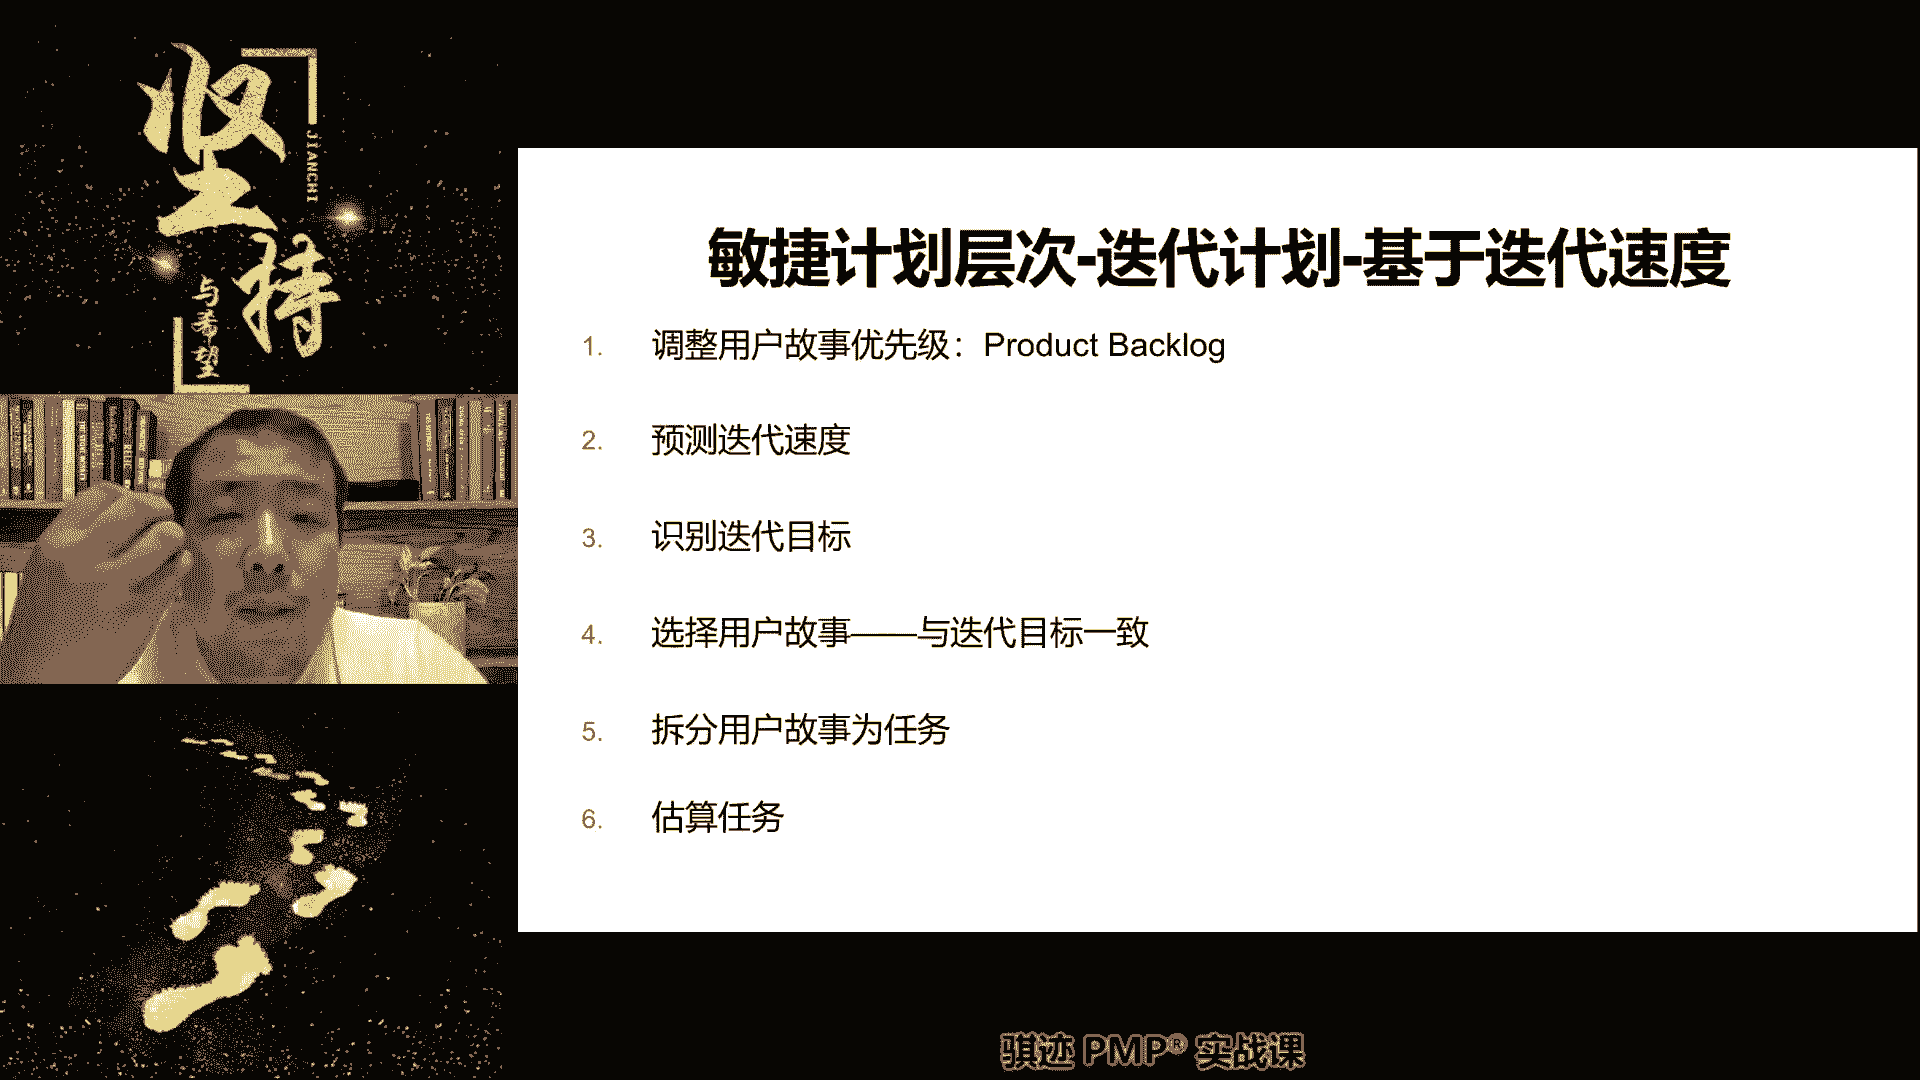 坚持
JIANCHI
与希望
敏捷计划层次-迭代计划-基于迭代速度
1. 调整用户故事优先级：Product Backlog
2. 预测迭代速度
3. 识别迭代目标
4. 选择用户故事——与迭代目标一致
5. 拆分用户故事为任务
6. 估算任务
骐迹 PMP® 实战课